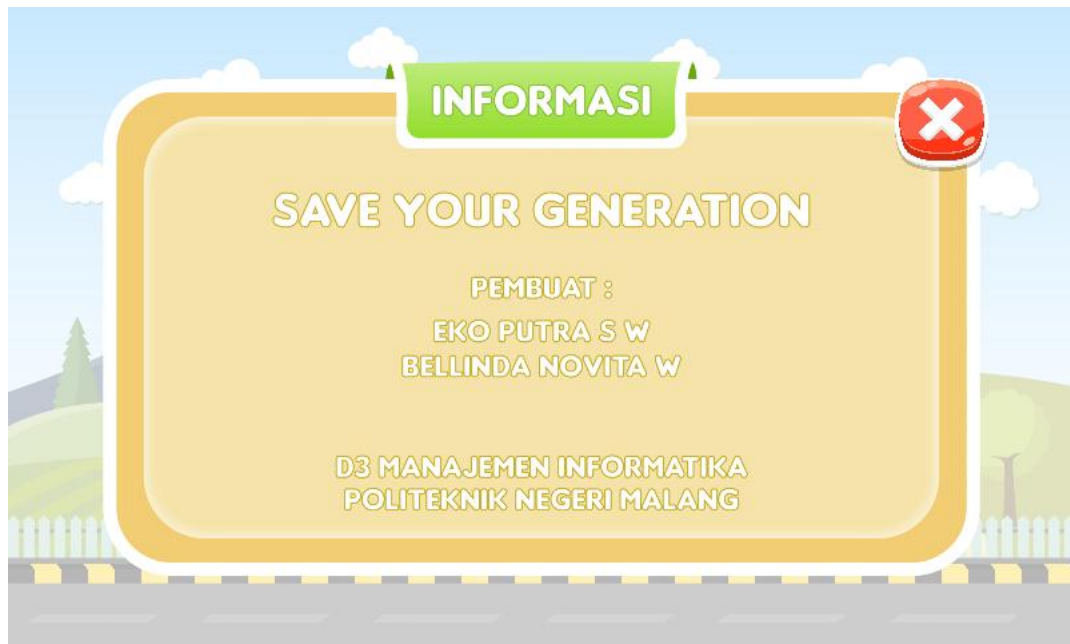 INFORMASI
SAVE YOUR GENERATION
PEMBUAT :
EKO PUTRA S W
BELLINDA NOVITA W
D3 MANAJEMEN INFORMATIKA
POLITEKNIK NEGERI MALANG